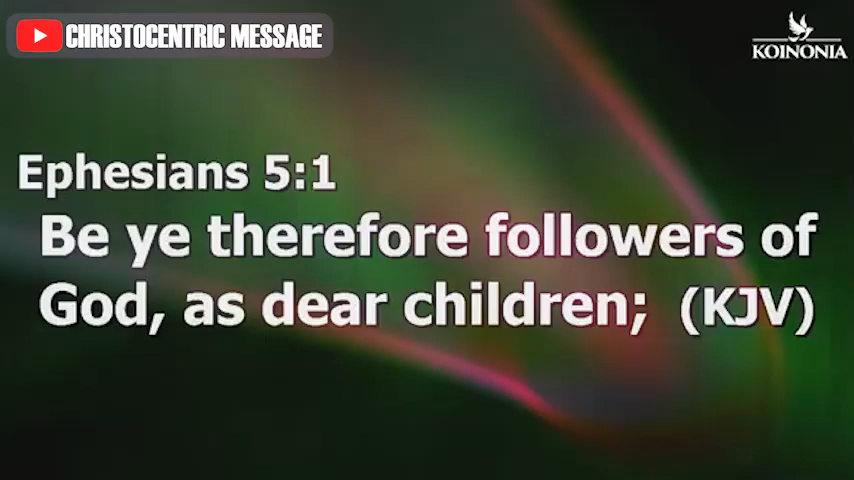 CHRISTOCENTRIC MESSAGE
KOINONIA
Ephesians 5:1
Be ye therefore followers of
God, as dear children; (KJV)